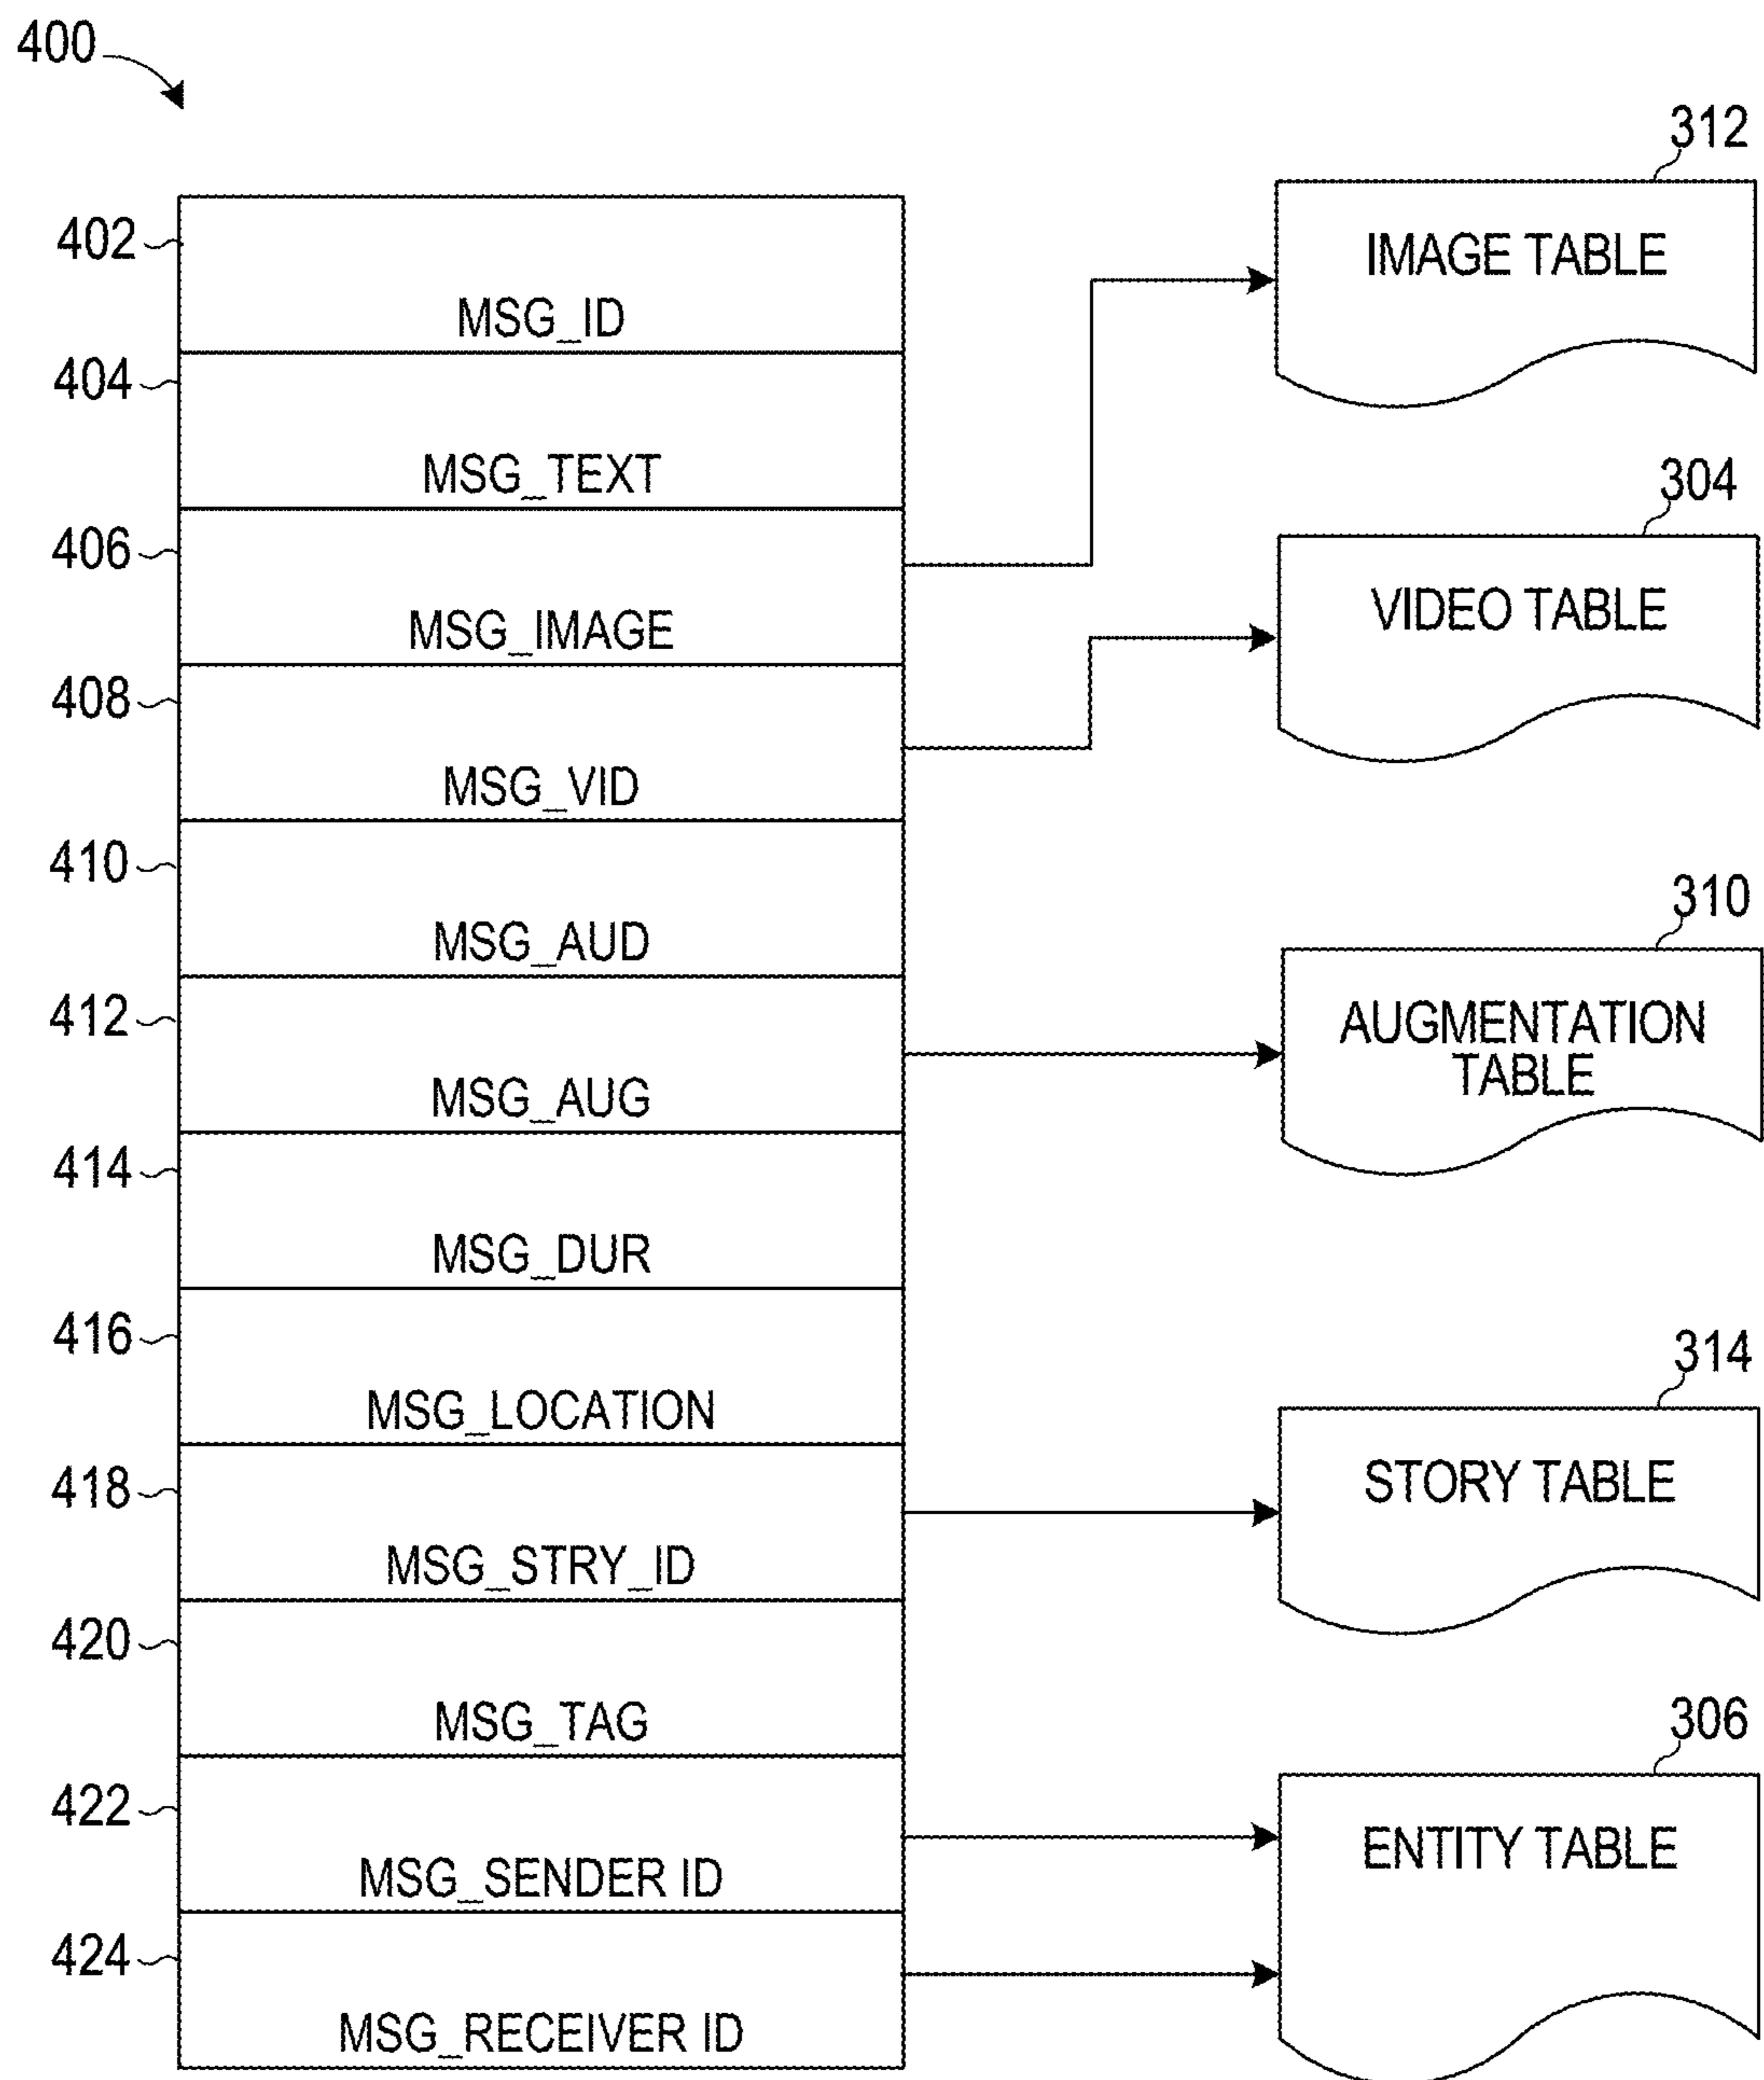 400
312
402
IMAGE TABLE
MSG_ID
404
MSG_TEXT
304
406
VIDEO TABLE
MSG_IMAGE
408
MSG_VID
410
310
MSG_AUD
412
AUGMENTATION
TABLE
MSG_AUG
414
MSG_DUR
416
314
MSG_LOCATION
418
STORY TABLE
MSG_STRY_ID
420
MSG_TAG
306
422
ENTITY TABLE
MSG_SENDER ID
424
MSG_RECEIVER ID